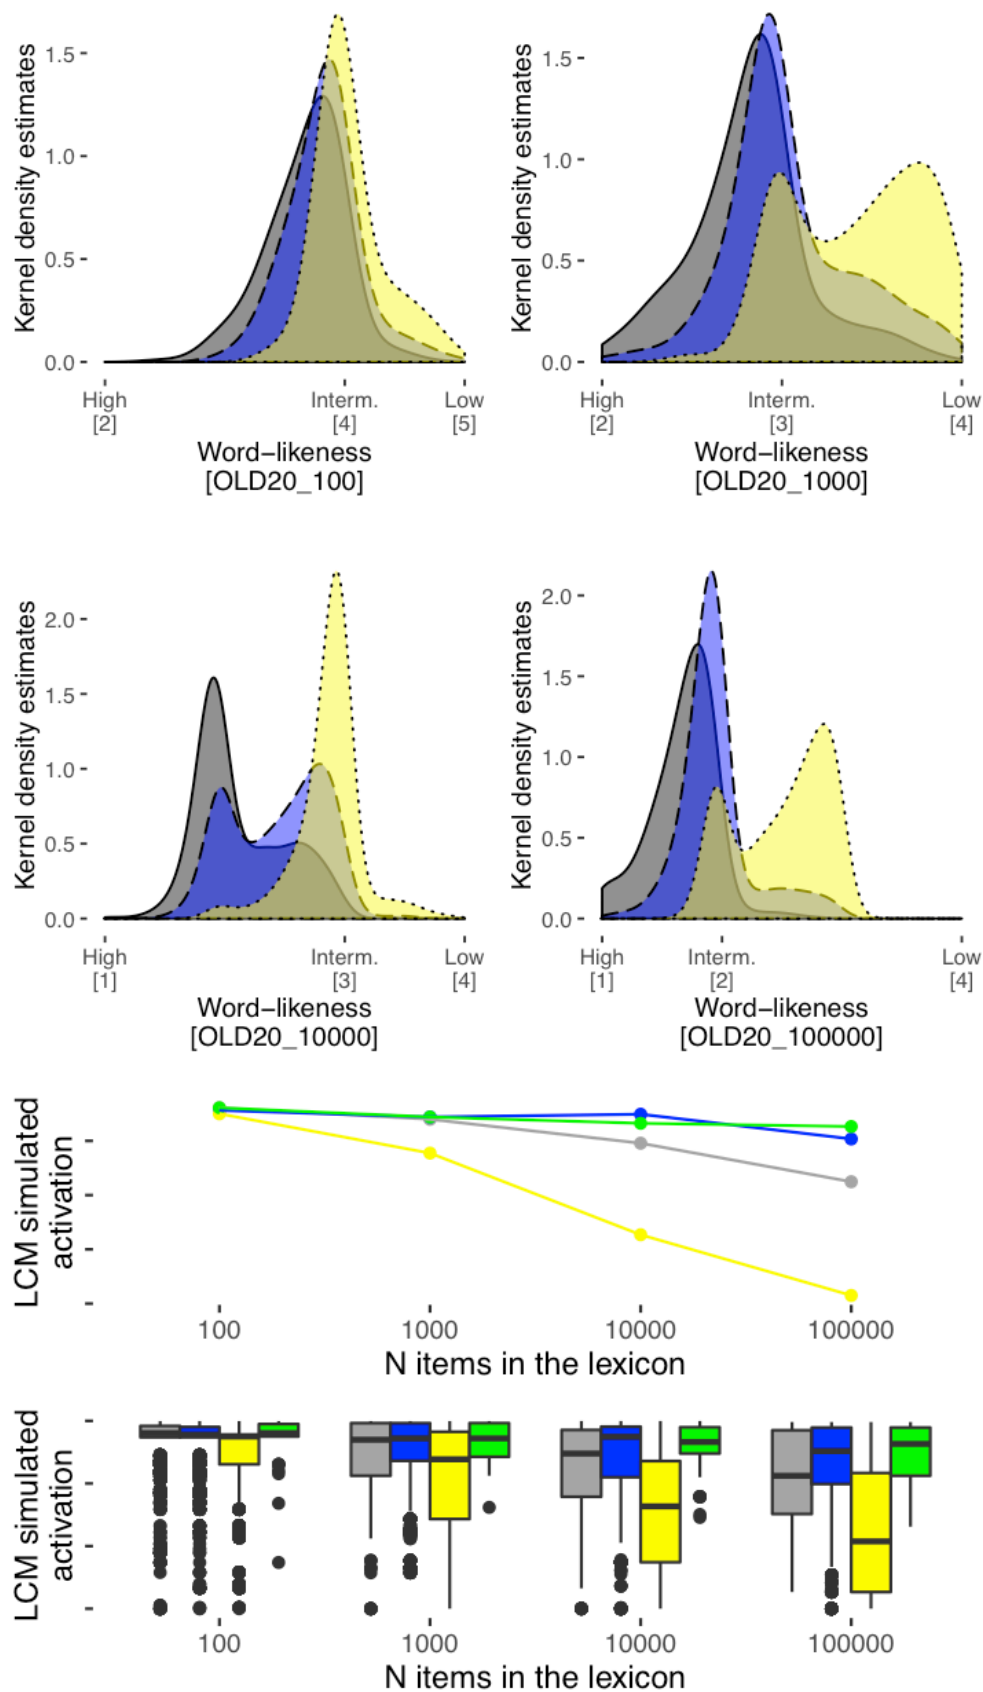 Kernel density estimates
1.5
1.0
0.5
0.0
High Interm. Low
[2] [4] [5]
Word–likeness
[OLD20_100]
Kernel density estimates
1.5
1.0
0.5
0.0
High Interm. Low
[2] [3] [4]
Word–likeness
[OLD20_1000]
Kernel density estimates
2.0
1.5
1.0
0.5
0.0
High Interm. Low
[1] [3] [4]
Word–likeness
[OLD20_10000]
Kernel density estimates
2.0
1.5
1.0
0.5
0.0
High Interm. Low
[1] [2] [4]
Word–likeness
[OLD20_100000]
LCM simulated
activation
100 1000 10000 100000
N items in the lexicon
LCM simulated
activation
100 1000 10000 100000
N items in the lexicon